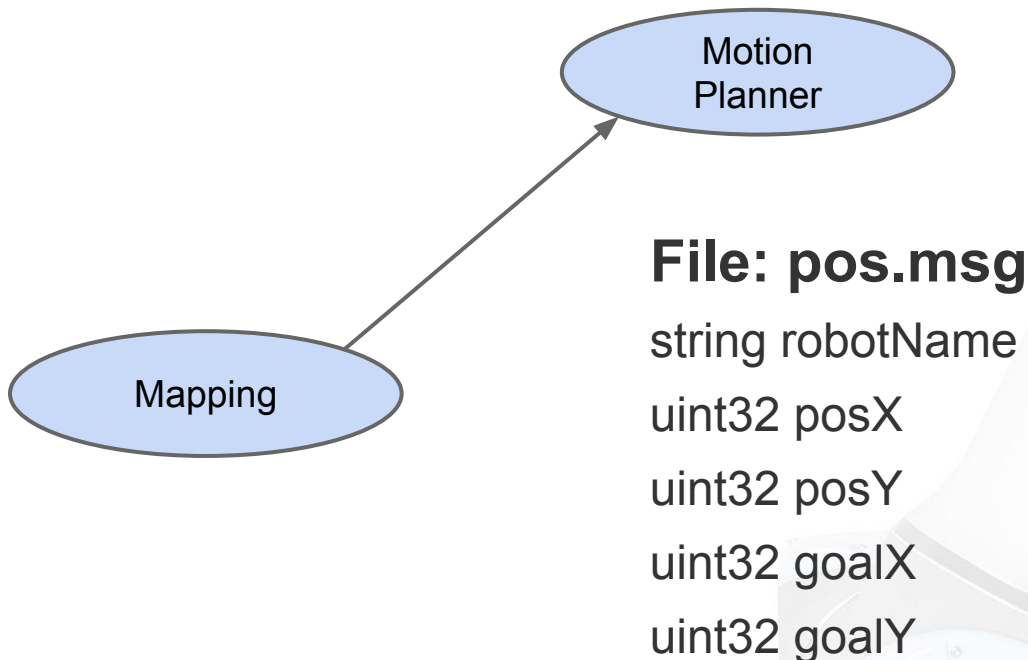 Motion
Planner
Mapping
File: pos.msg
string robotName
uint32 posX
uint32 posY
uint32 goalX
uint32 goalY